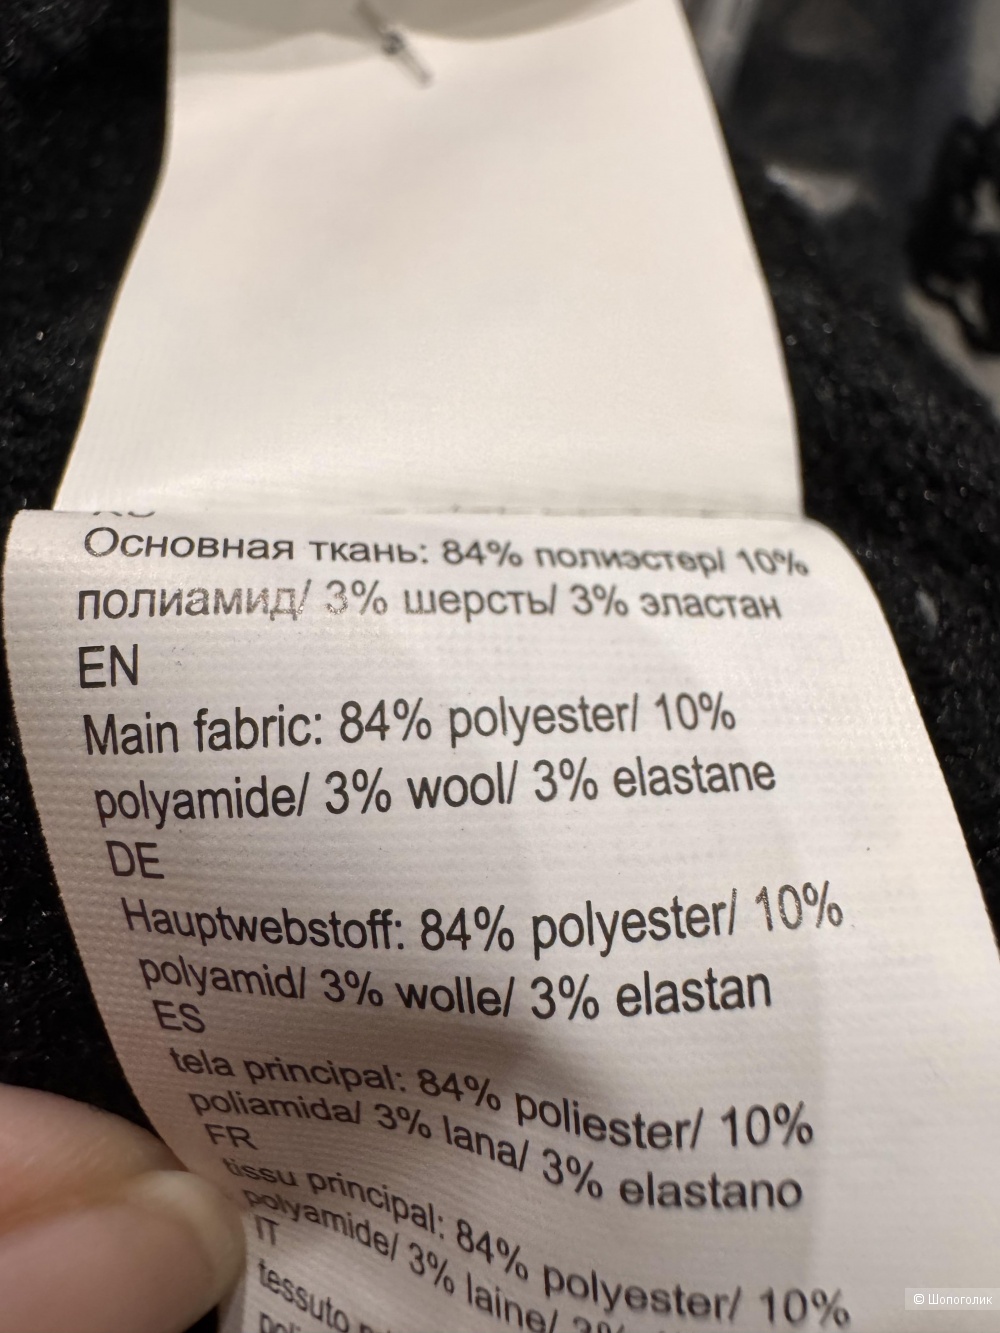 Основная ткань: 84% полиэстер/ 10%
полиамид/ 3% шерсть/ 3% эластан
EN
Main fabric: 84% polyester/ 10%
polyamide/ 3% wool/ 3% elastane
DE
Hauptwebstoff: 84% polyester/ 10%
polyamid/ 3% wolle/ 3% elastan
ES
tela principal: 84% poliester/ 10%
poliamida/ 3% lana/ 3% elastano
FR
tissu principal: 84% polyester/ 10%
polyamide/ 3% laine/
IT
tessuto
© Шопоголик